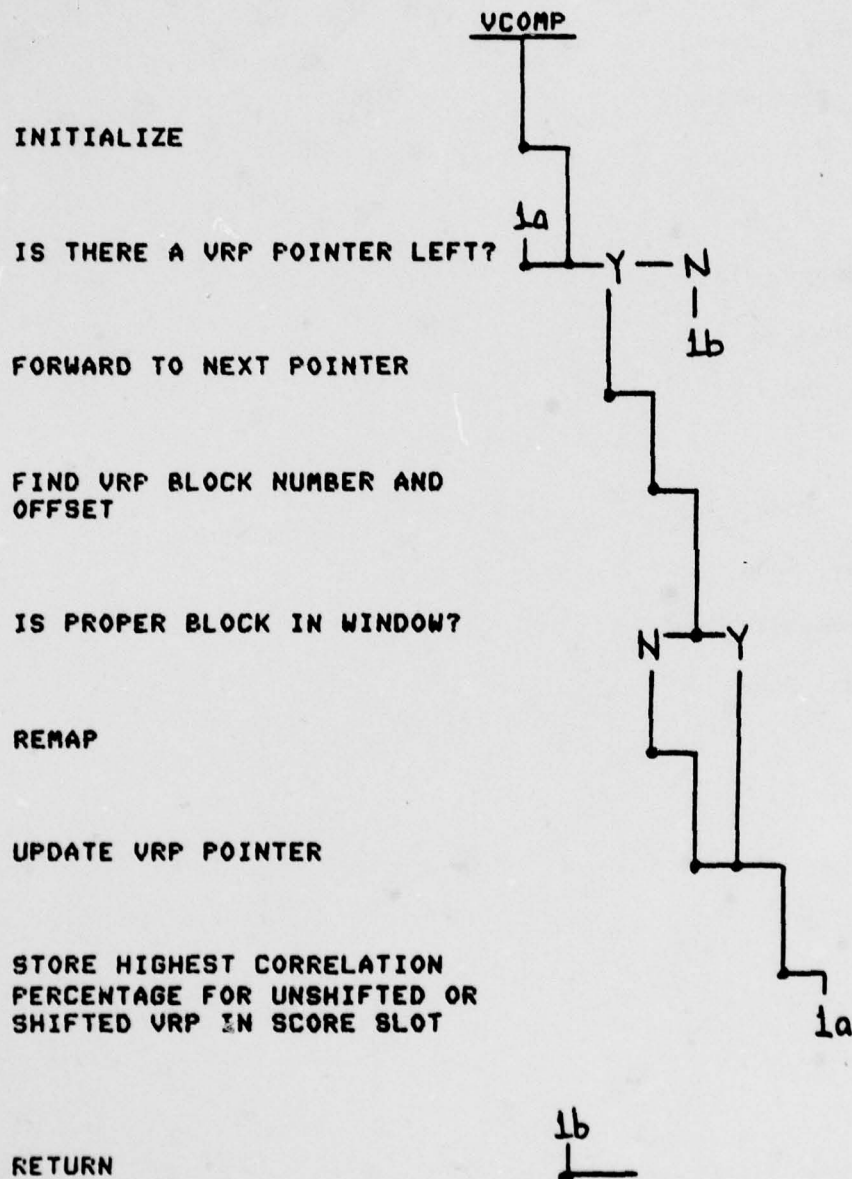 VCOMP
INITIALIZE
1a
IS THERE A VRP POINTER LEFT? Y N
1b
FORWARD TO NEXT POINTER
FIND VRP BLOCK NUMBER AND
OFFSET
IS PROPER BLOCK IN WINDOW? N Y
REMAP
UPDATE VRP POINTER
STORE HIGHEST CORRELATION
PERCENTAGE FOR UNSHIFTED OR
SHIFTED VRP IN SCORE SLOT
1a
1b
RETURN